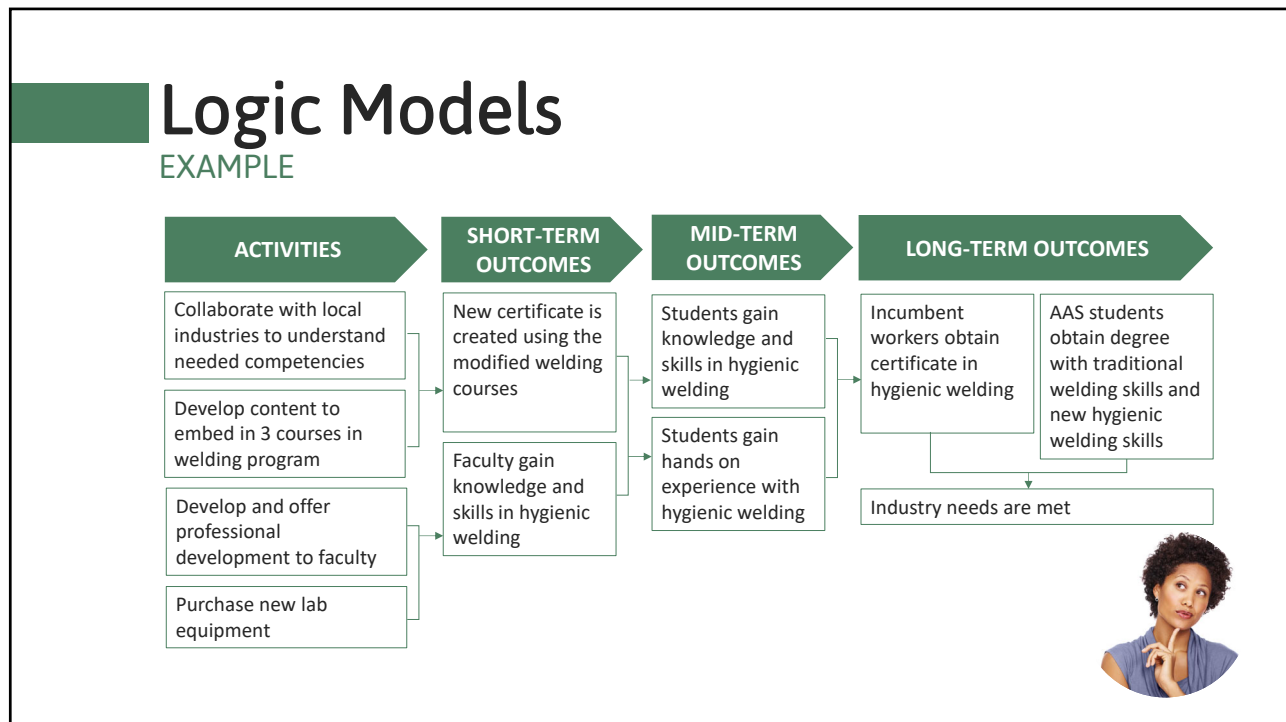 Logic Models
EXAMPLE
ACTIVITIES
SHORT-TERM
OUTCOMES
MID-TERM
OUTCOMES
LONG-TERM OUTCOMES
Collaborate with local
industries to understand
needed competencies
Develop content to
embed in 3 courses in
welding program
Develop and offer
professional
development to faculty
Purchase new lab
equipment
New certificate is
created using the
modified welding
courses
Faculty gain
knowledge and
skills in hygienic
welding
Students gain
knowledge and
skills in hygienic
welding
Students gain
hands on
experience with
hygienic welding
Incumbent
workers obtain
certificate in
hygienic welding
AAS students
obtain degree
with traditional
welding skills and
new hygienic
welding skills
Industry needs are met